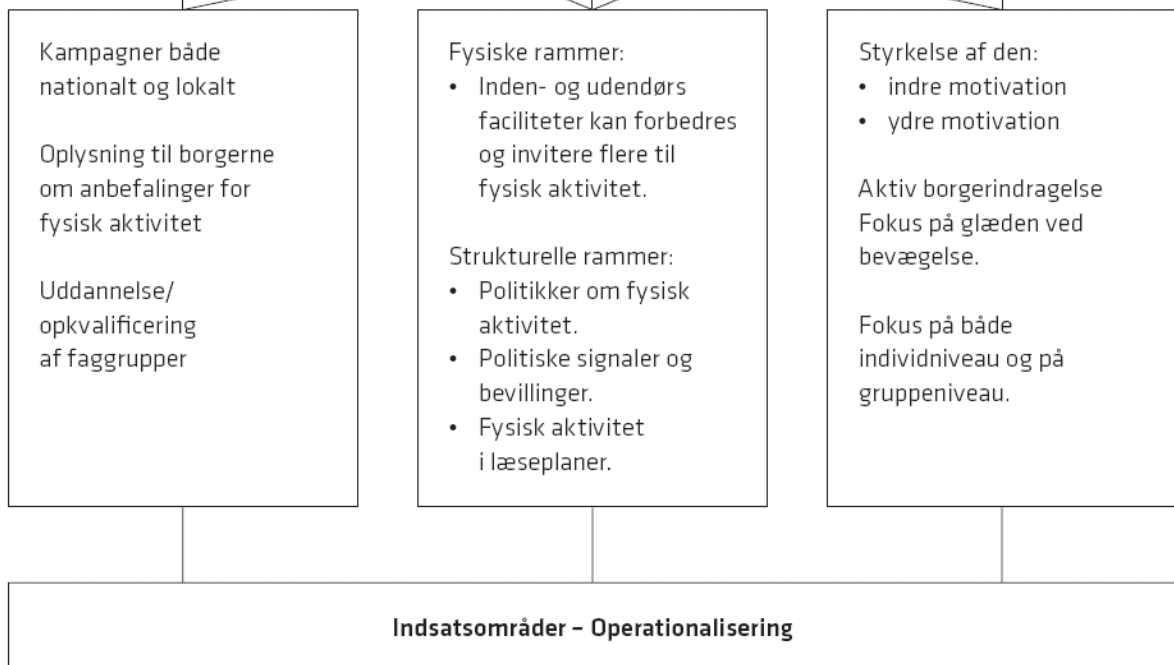 Kampagner både
nationalt og lokalt
Oplysning til borgerne
om anbefalinger for
fysisk aktivitet
Uddannelse/
opkvalificering
af faggrupper
Fysiske rammer:
• Inden- og udendørs
faciliteter kan forbedres
og invitere flere til
fysisk aktivitet.
Strukturelle rammer:
• Politikker om fysisk
aktivitet.
• Politiske signaler og
bevillinger.
• Fysisk aktivitet
i læseplaner.
Styrkelse af den:
• indre motivation
• ydre motivation
Aktiv borgerindragelse
Fokus på glæden ved
bevægelse.
Fokus på både
individniveau og på
gruppeniveau.
Indsatsområder – Operationalisering